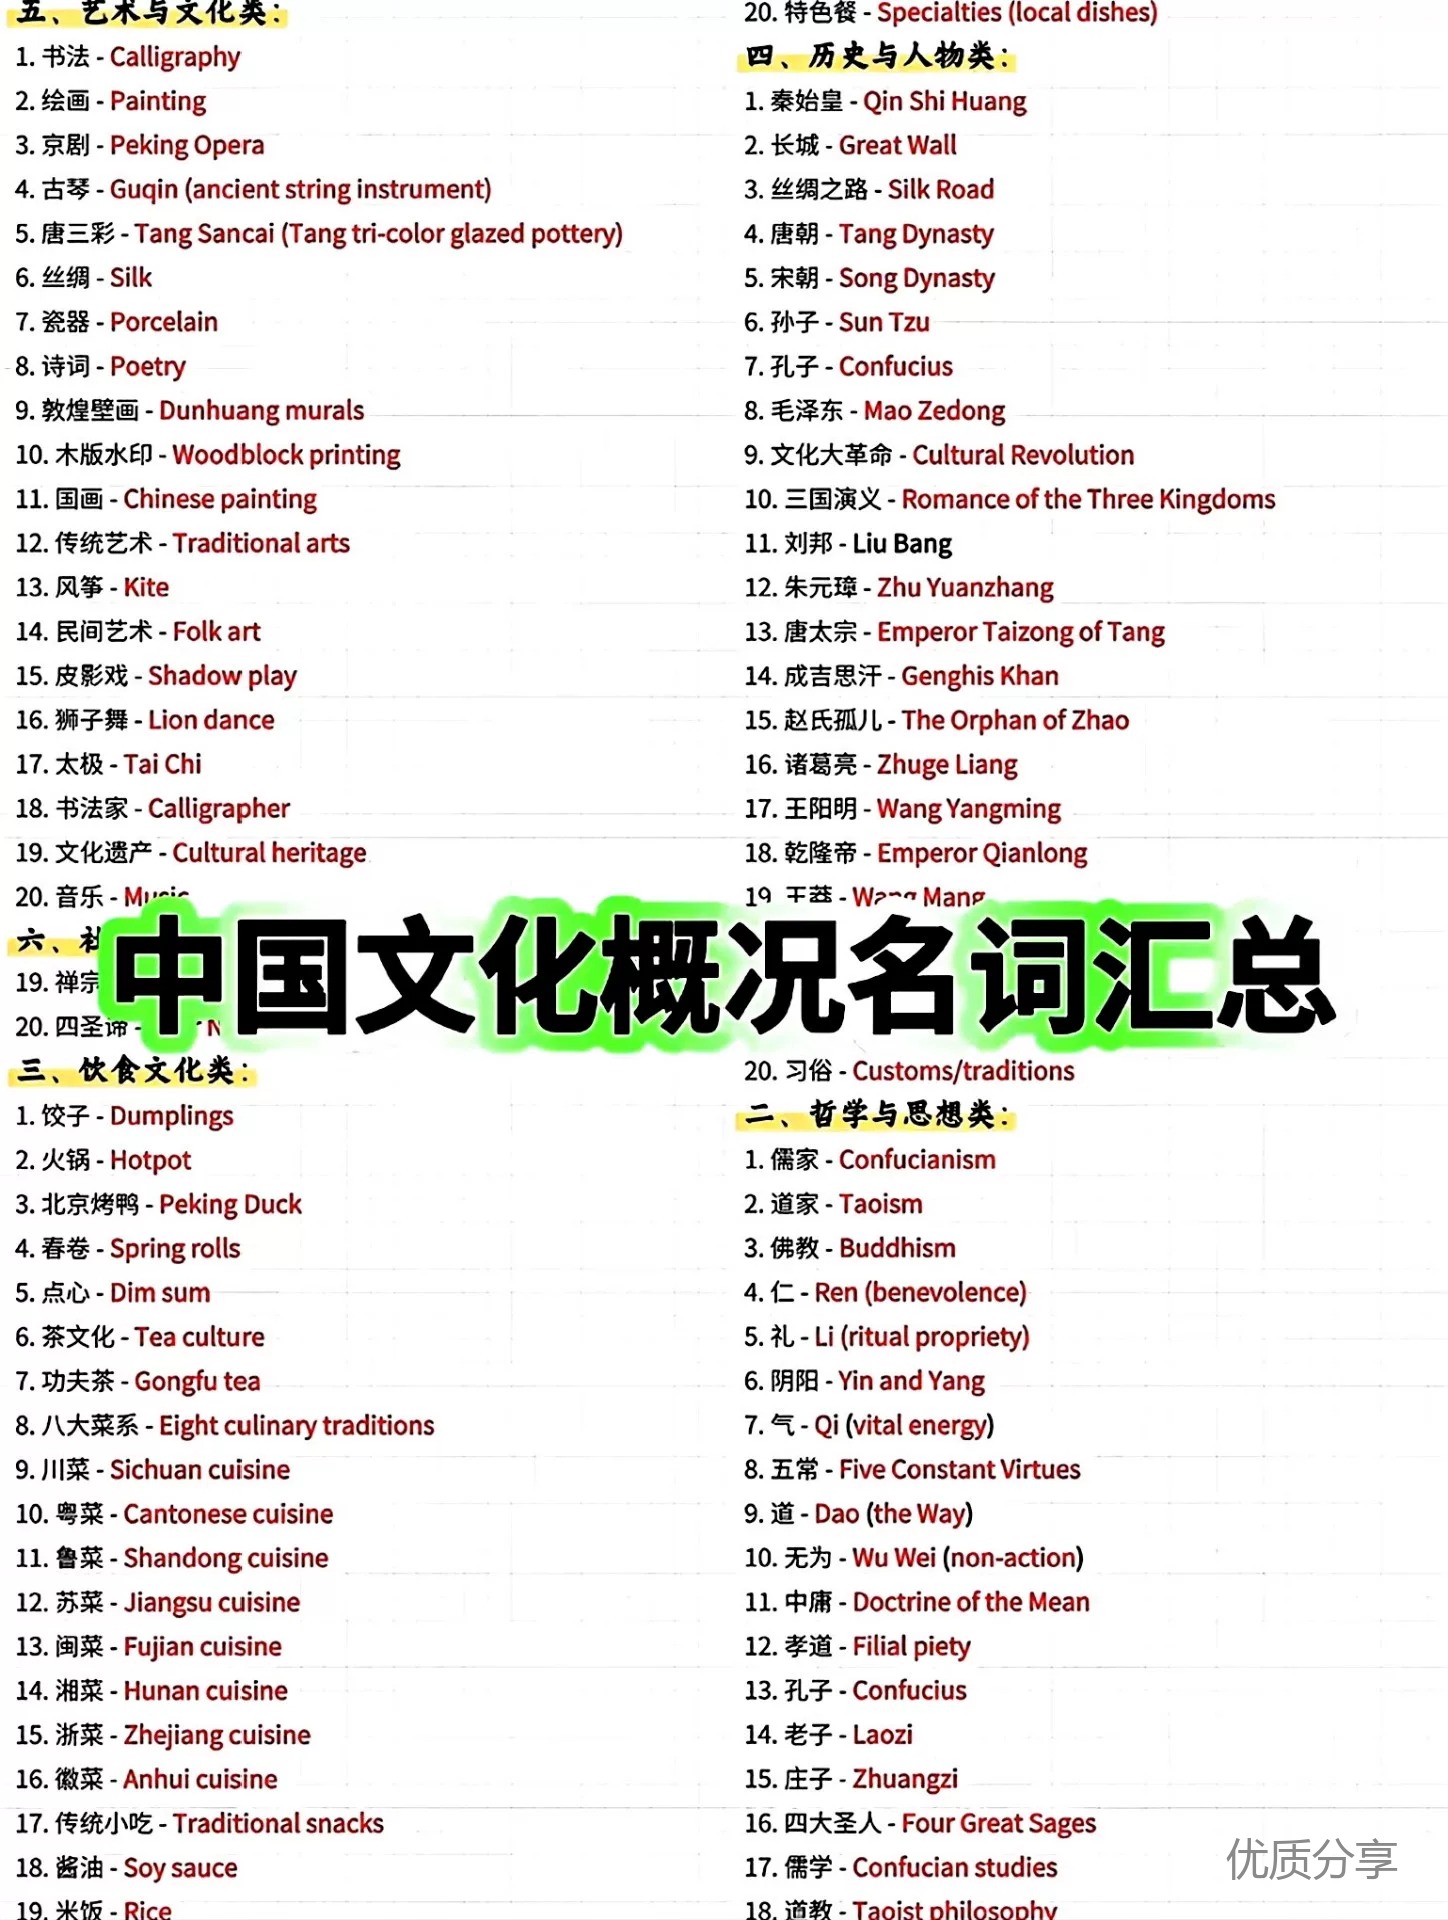 五、艺术与文化类:
1. 书法 - Calligraphy
2. 绘画 - Painting
3. 京剧 - Peking Opera
4. 古琴 - Guqin (ancient string instrument)
5. 唐三彩 - Tang Sancai (Tang tri-color glazed pottery)
6. 丝绸 - Silk
7. 瓷器 - Porcelain
8. 诗词 - Poetry
9. 敦煌壁画 - Dunhuang murals
10. 木版水印 - Woodblock printing
11. 国画 - Chinese painting
12. 传统艺术 - Traditional arts
13. 风筝 - Kite
14. 民间艺术 - Folk art
15. 皮影戏 - Shadow play
16. 狮子舞 - Lion dance
17. 太极 - Tai Chi
18. 书法家 - Calligrapher
19. 文化遗产 - Cultural heritage
20. 音乐 - Music
六、社
20. 特色餐 - Specialties (local dishes)
四、历史与人物类:
1. 秦始皇 - Qin Shi Huang
2. 长城 - Great Wall
3. 丝绸之路 - Silk Road
4. 唐朝 - Tang Dynasty
5. 宋朝 - Song Dynasty
6. 孙子 - Sun Tzu
7. 孔子 - Confucius
8. 毛泽东 - Mao Zedong
9. 文化大革命 - Cultural Revolution
10. 三国演义 - Romance of the Three Kingdoms
11. 刘邦 - Liu Bang
12. 朱元璋 - Zhu Yuanzhang
13. 唐太宗 - Emperor Taizong of Tang
14. 成吉思汗 - Genghis Khan
15. 赵氏孤儿 - The Orphan of Zhao
16. 诸葛亮 - Zhuge Liang
17. 王阳明 - Wang Yangming
18. 乾隆帝 - Emperor Qianlong
19. 王莽 - Wang Mang
中国文化概况名词汇总
19. 禅宗
20. 四圣谛 -
三、饮食文化类:
1. 饺子 - Dumplings
2. 火锅 - Hotpot
3. 北京烤鸭 - Peking Duck
4. 春卷 - Spring rolls
5. 点心 - Dim sum
6. 茶文化 - Tea culture
7. 功夫茶 - Gongfu tea
8. 八大菜系 - Eight culinary traditions
9. 川菜 - Sichuan cuisine
10. 粤菜 - Cantonese cuisine
11. 鲁菜 - Shandong cuisine
12. 苏菜 - Jiangsu cuisine
13. 闽菜 - Fujian cuisine
14. 湘菜 - Hunan cuisine
15. 浙菜 - Zhejiang cuisine
16. 徽菜 - Anhui cuisine
17. 传统小吃 - Traditional snacks
18. 酱油 - Soy sauce
19. 米饭 - Rice
20. 习俗 - Customs/traditions
二、哲学与思想类:
1. 儒家 - Confucianism
2. 道家 - Taoism
3. 佛教 - Buddhism
4. 仁 - Ren (benevolence)
5. 礼 - Li (ritual propriety)
6. 阴阳 - Yin and Yang
7. 气 - Qi (vital energy)
8. 五常 - Five Constant Virtues
9. 道 - Dao (the Way)
10. 无为 - Wu Wei (non-action)
11. 中庸 - Doctrine of the Mean
12. 孝道 - Filial piety
13. 孔子 - Confucius
14. 老子 - Laozi
15. 庄子 - Zhuangzi
16. 四大圣人 - Four Great Sages
17. 儒学 - Confucian studies
18. 道教 - Taoist philosophy
优质分享